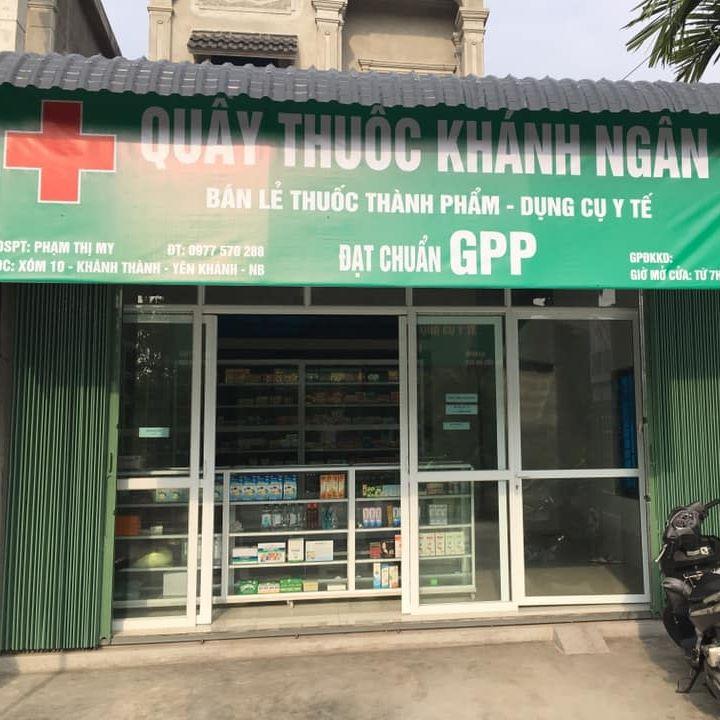 QUẦY THUỐC KHÁNH NGÂN
BÁN LẺ THUỐC THÀNH PHẨM - DỤNG CỤ Y TẾ
DSPT: PHẠM THỊ MY ĐT: 0977 570 288
ĐC: XÓM 10 - KHÁNH THÀNH - YÊN KHÁNH - NB
ĐẠT CHUẨN GPP
GPĐKKD:
GIỜ MỞ CỬA: TỪ 7H